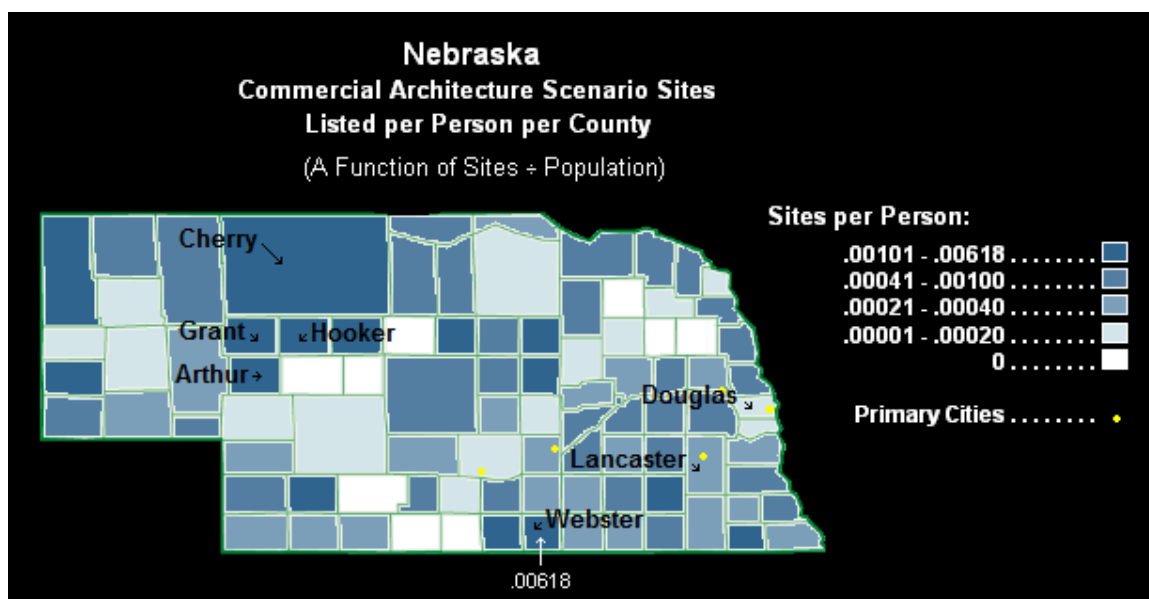 Nebraska
Commercial Architecture Scenario Sites
Listed per Person per County
(A Function of Sites ÷ Population)
Sites per Person:
.00101 - .00618 . . . . . . . .
.00041 - .00100 . . . . . . . .
.00021 - .00040 . . . . . . . .
.00001 - .00020 . . . . . . . .
0 . . . . . . . .
Primary Cities . . . . . . . .
Cherry
Grant
Hooker
Arthur
Douglas
Lancaster
Webster
.00618